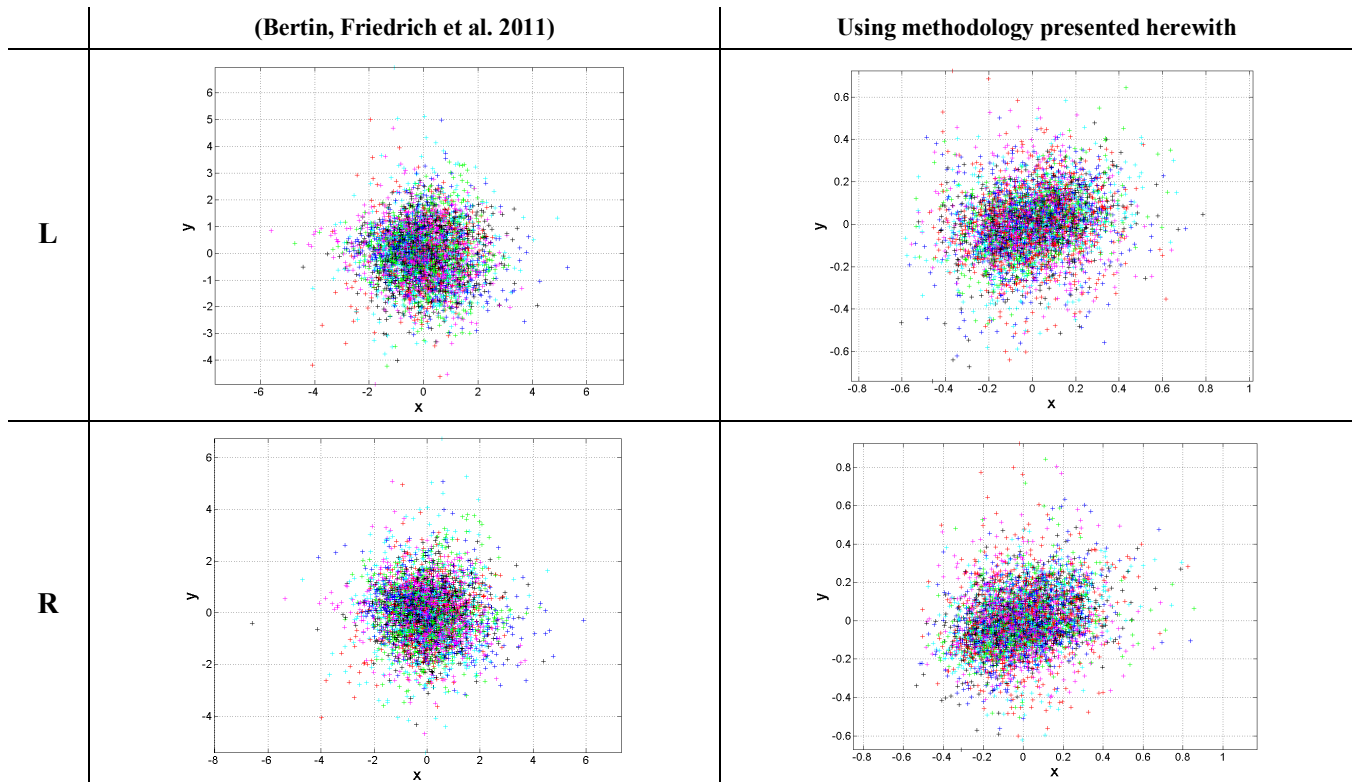 (Bertin, Friedrich et al. 2011)
Using methodology presented herewith
L
6
5
4
3
2
1
0
-1
-2
-3
-4
y
-6 -4 -2 0 2 4 6
x
0.6
0.4
0.2
0
-0.2
-0.4
-0.6
y
-0.8 -0.6 -0.4 -0.2 0 0.2 0.4 0.6 0.8 1
x
R
6
4
2
0
-2
-4
y
-8 -6 -4 -2 0 2 4 6
x
0.8
0.6
0.4
0.2
0
-0.2
-0.4
-0.6
y
-0.8 -0.6 -0.4 -0.2 0 0.2 0.4 0.6 0.8 1
x